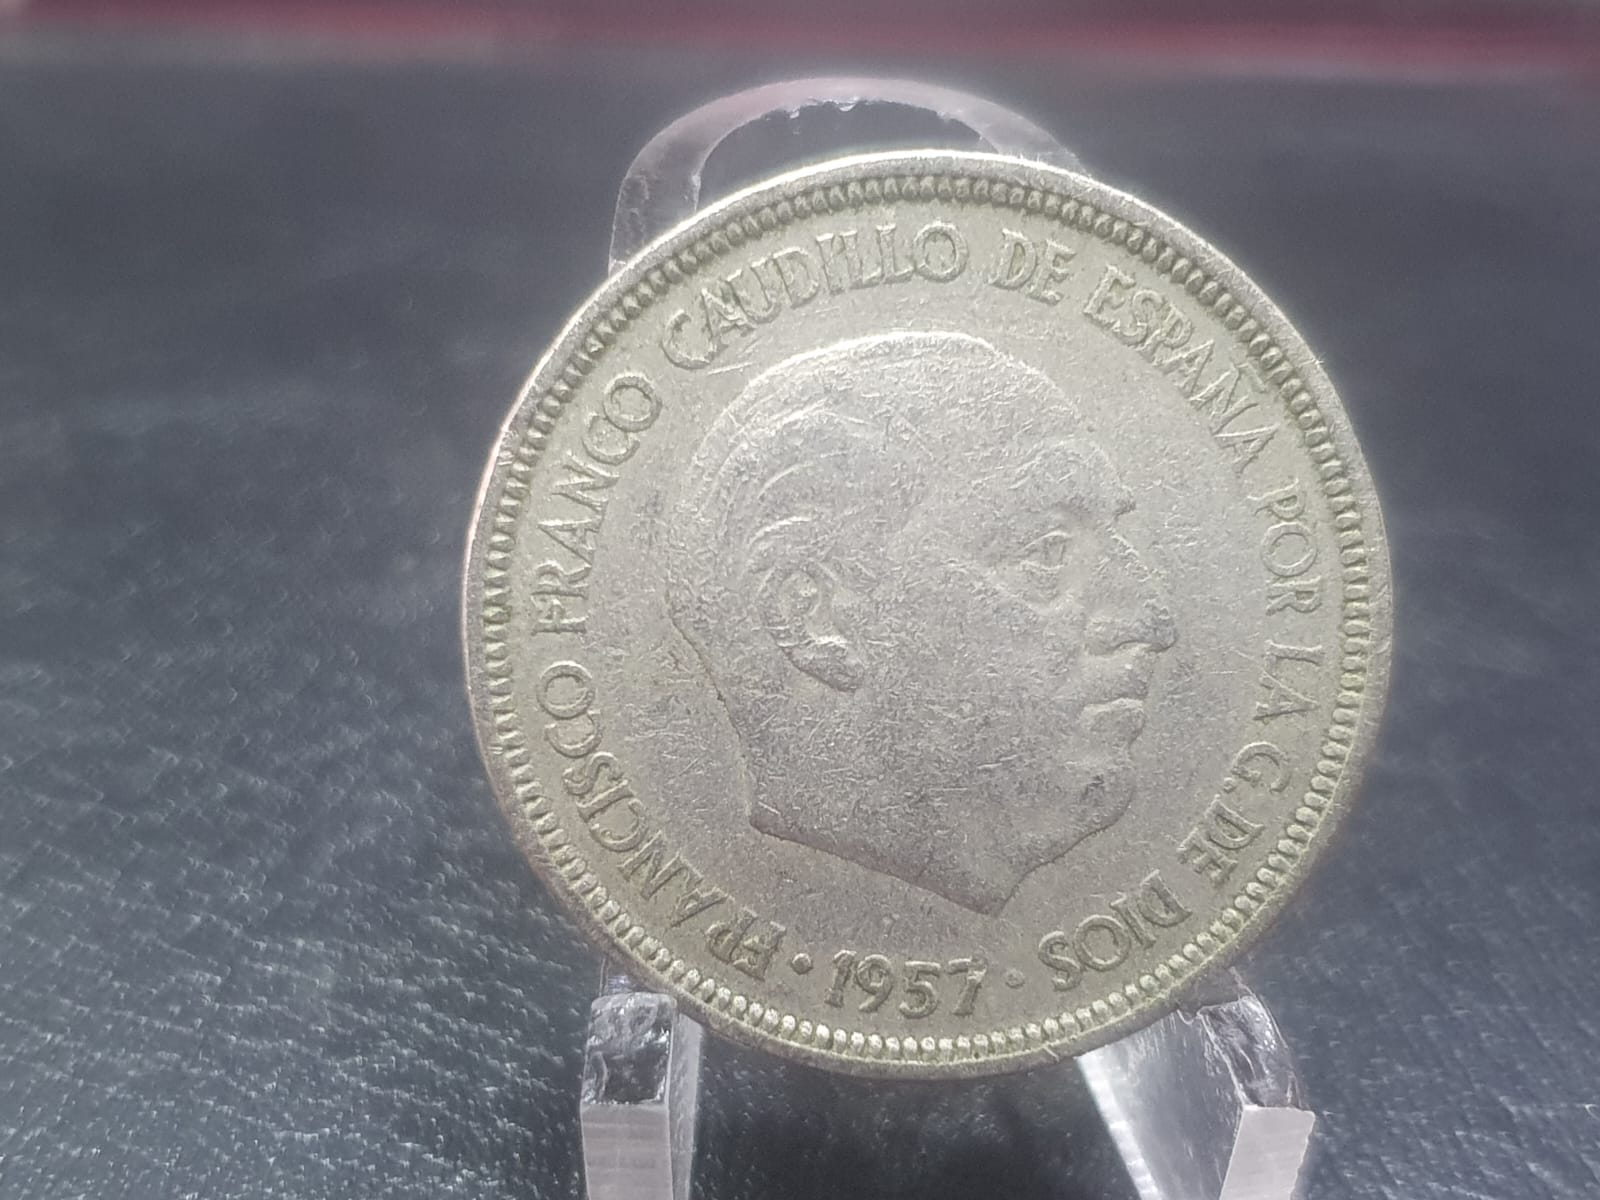 FRANCISCO FRANCO CAUDILLO DE ESPAÑA POR LA G. DE DIOS
• 1957 •